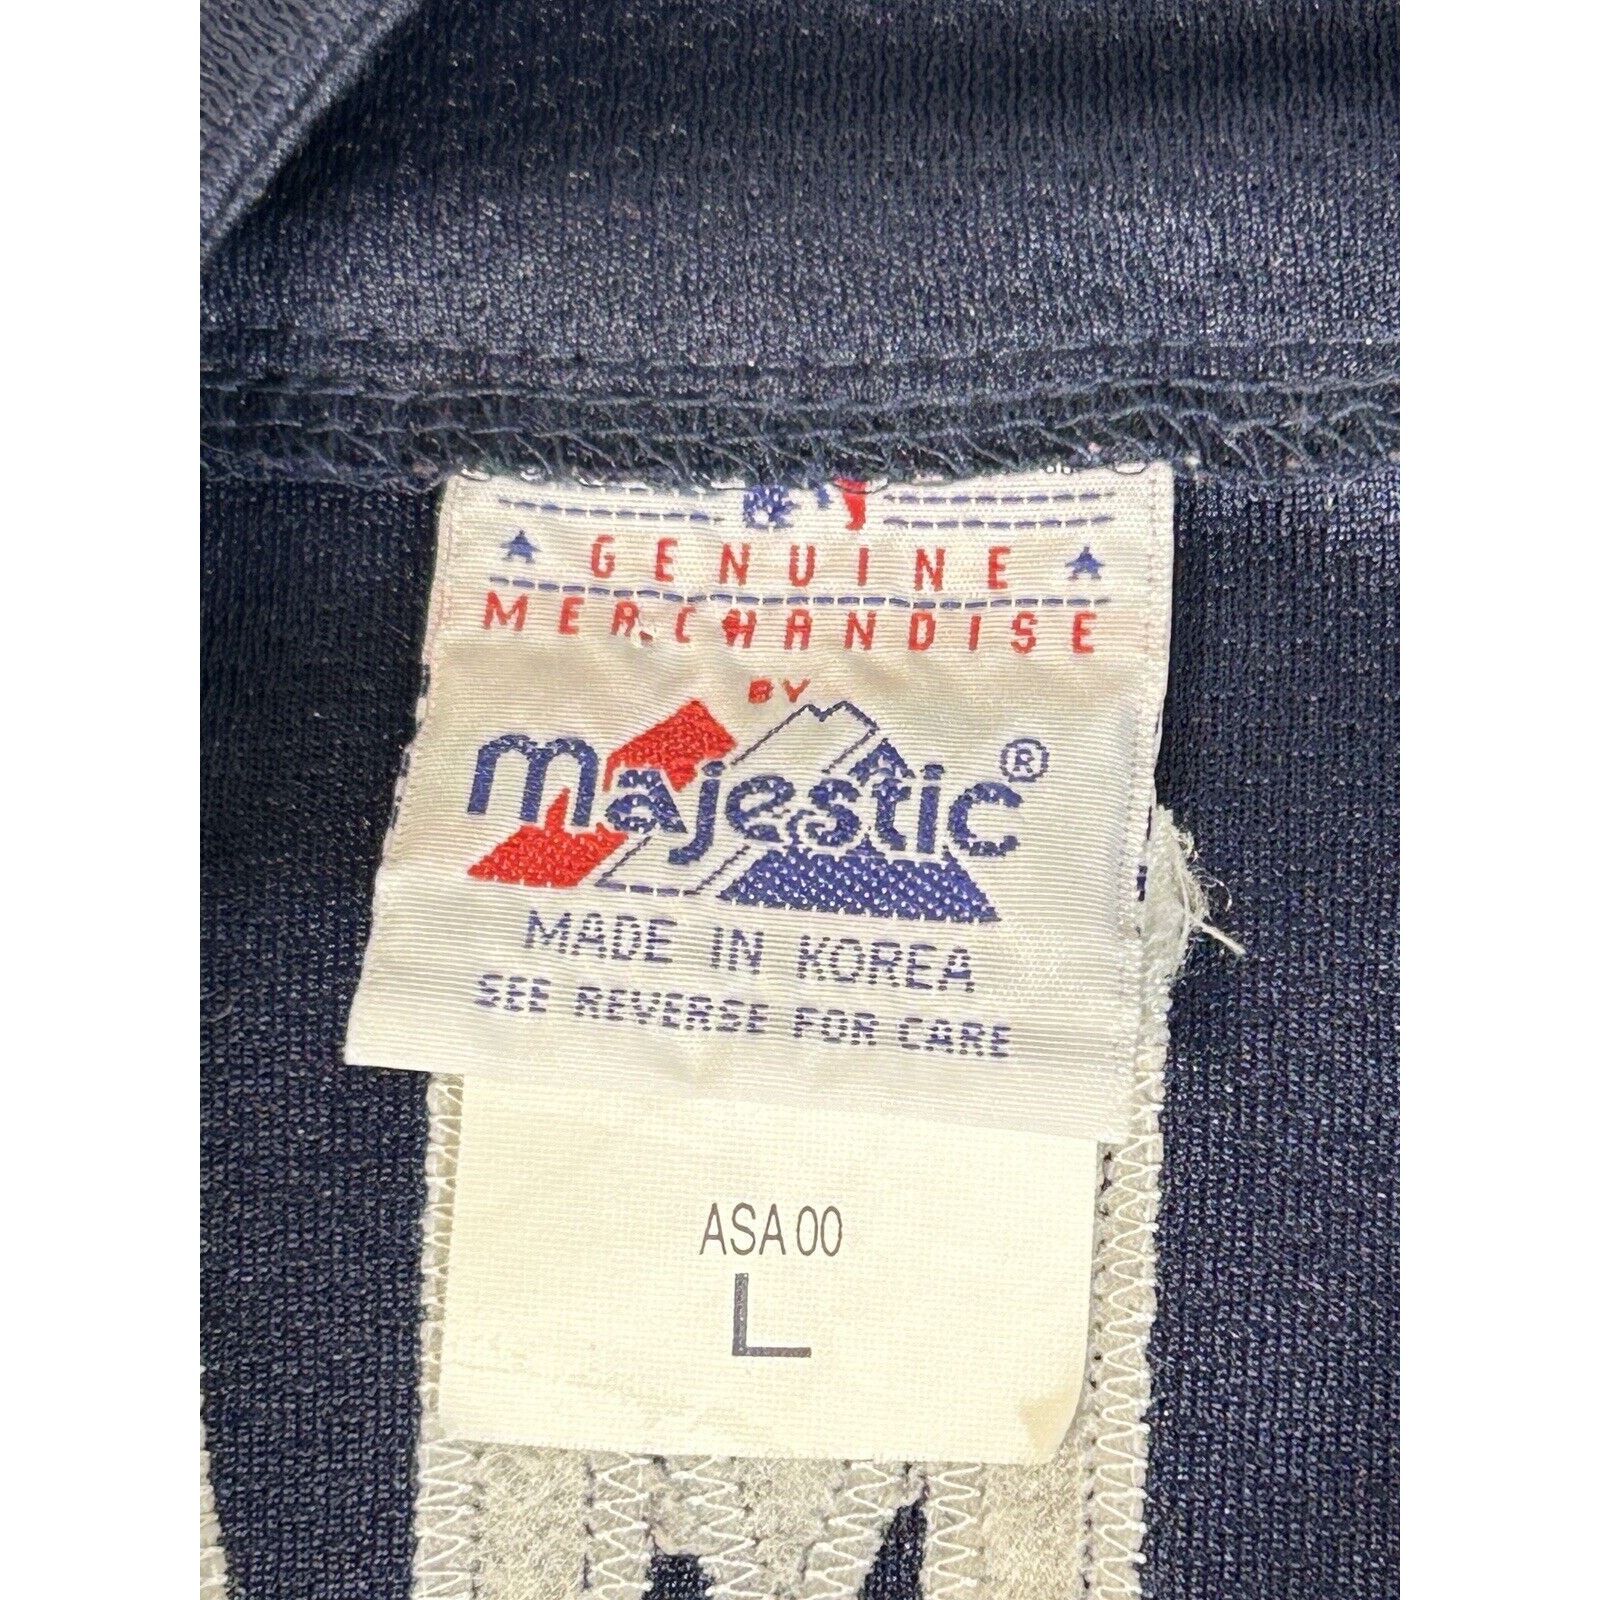 GENUINE
MERCHANDISE
BY
majestic®
MADE IN KOREA
SEE REVERSE FOR CARE
ASA 00
L